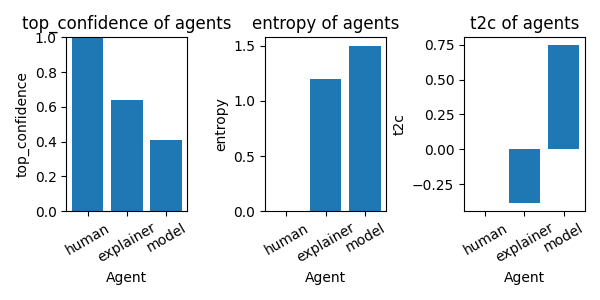 top_confidence of agents
1.0
0.8
0.6
0.4
0.2
0.0
top_confidence
human
explainer
model
Agent
entropy of agents
1.5
1.0
0.5
0.0
entropy
human
explainer
model
Agent
t2c of agents
0.75
0.50
0.25
0.00
−0.25
t2c
human
explainer
model
Agent